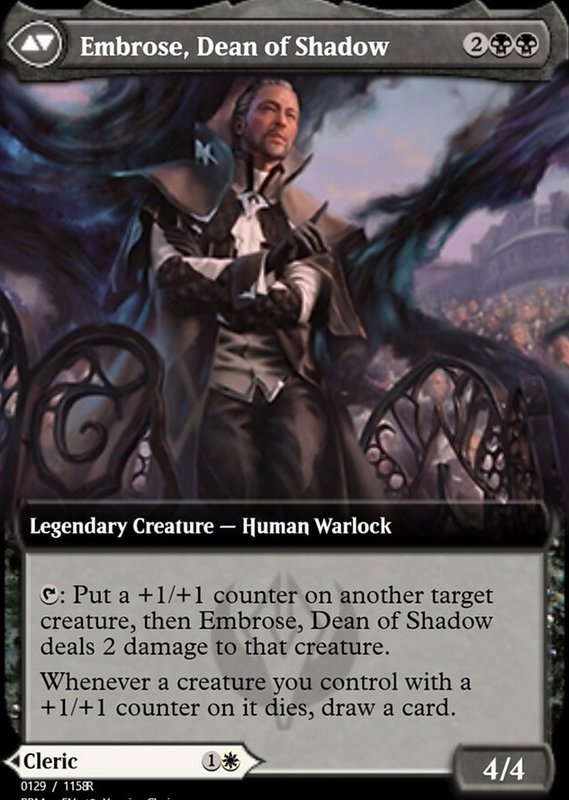 Embrose, Dean of Shadow 2
Legendary Creature — Human Warlock
: Put a +1/+1 counter on another target
creature, then Embrose, Dean of Shadow
deals 2 damage to that creature.
Whenever a creature you control with a
+1/+1 counter on it dies, draw a card.
Cleric 1
4/4
0129 / 1158R